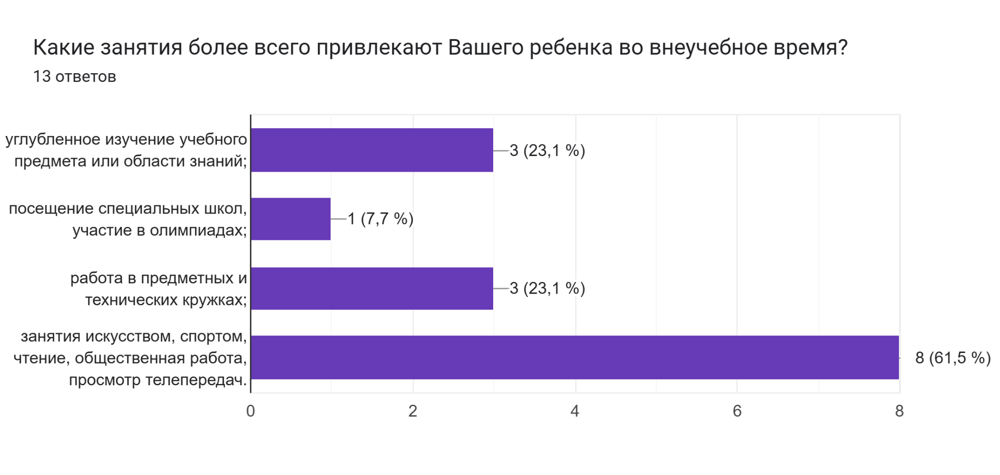 Какие занятия более всего привлекают Вашего ребенка во внеучебное время?
13 ответов
углубленное изучение учебного
предмета или области знаний;
3 (23,1 %)
посещение специальных школ,
участие в олимпиадах;
1 (7,7 %)
работа в предметных и
технических кружках;
3 (23,1 %)
занятия искусством, спортом,
чтение, общественная работа,
просмотр телепередач.
8 (61,5 %)
0 2 4 6 8